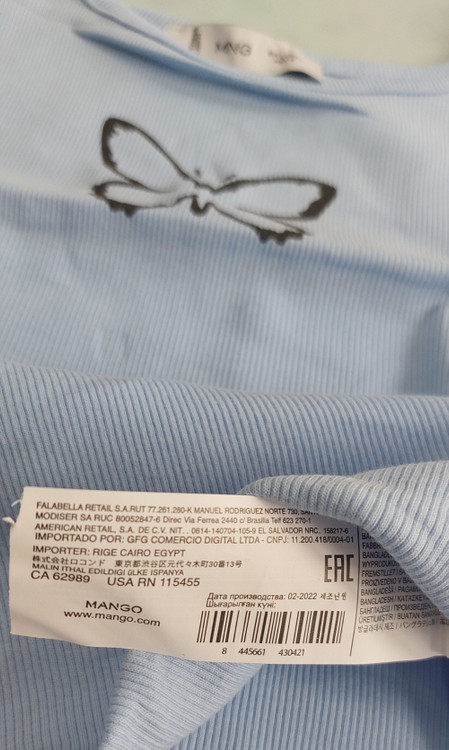 MNG
FALABELLA RETAIL S.A.RUT 77.261.280-K MANUEL RODRIGUEZ NORTE 730,
MODISER SA RUC 80052847-6 Direc Via Ferrea 2440 c/ Brasilia Telf 623 270-1
AMERICAN RETAIL, S.A. DE C.V. NIT. , 0614-140704-105-9 EL SALVADOR NRC. 158217-6
IMPORTADO POR: GFG COMERCIO DIGITAL LTDA - CNPJ: 11.200.418/0004-01
IMPORTER: RIGE CAIRO EGYPT
株式会社ロコンド 東京都渋谷区元代々木町30番13号
MALIN ITHAL EDILDIGI ÜLKE ISPANYA
CA 62989 USA RN 115455
EAC
MANGO
www.mango.com
Дата производства: 02-2022 제조년월
Шығарылған күні:
8 445661 430421
BANGLADESH